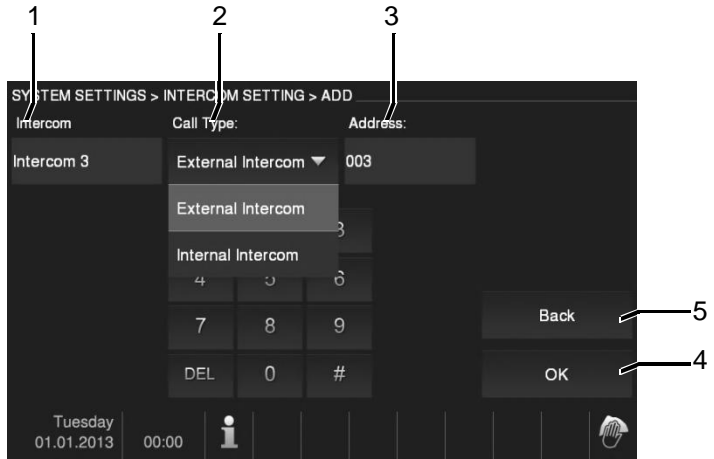 1 2 3
SYSTEM SETTINGS > INTERCOM SETTING > ADD
Intercom Call Type: Address:
Intercom 3 External Intercom 003
External Intercom
3
Internal Intercom
4 5 6
7 8 9 Back 5
DEL 0 # OK 4
Tuesday
01.01.2013 00:00 i